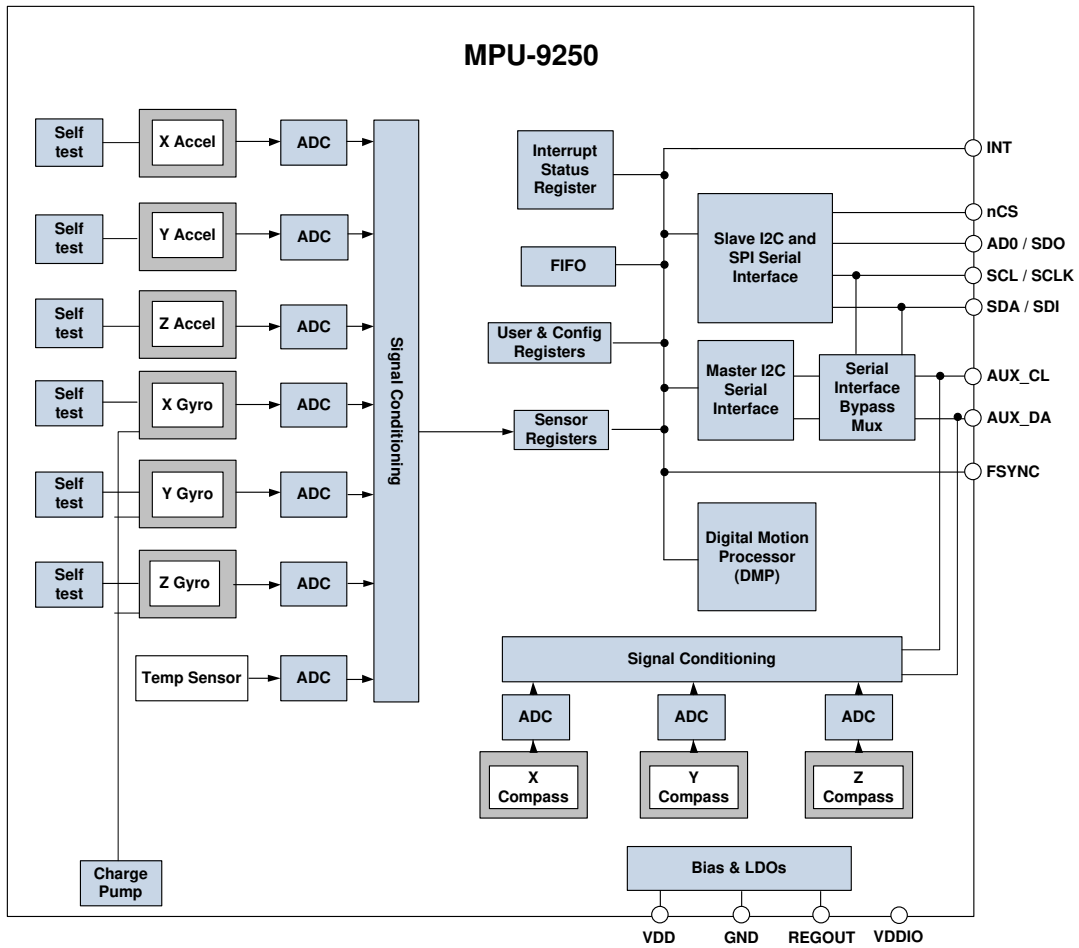 MPU-9250
Self
test
X Accel
ADC
Self
test
Y Accel
ADC
Self
test
Z Accel
ADC
Self
test
X Gyro
ADC
Self
test
Y Gyro
ADC
Self
test
Z Gyro
ADC
Temp Sensor
ADC
Signal Conditioning
Charge
Pump
Interrupt
Status
Register
FIFO
User & Config
Registers
Sensor
Registers
Slave I2C and
SPI Serial
Interface
Master I2C
Serial
Interface
Serial
Interface
Bypass
Mux
Digital Motion
Processor
(DMP)
INT
nCS
AD0 / SDO
SCL / SCLK
SDA / SDI
AUX_CL
AUX_DA
FSYNC
Signal Conditioning
ADC
ADC
ADC
X
Compass
Y
Compass
Z
Compass
Bias & LDOs
VDD
GND
REGOUT
VDDIO